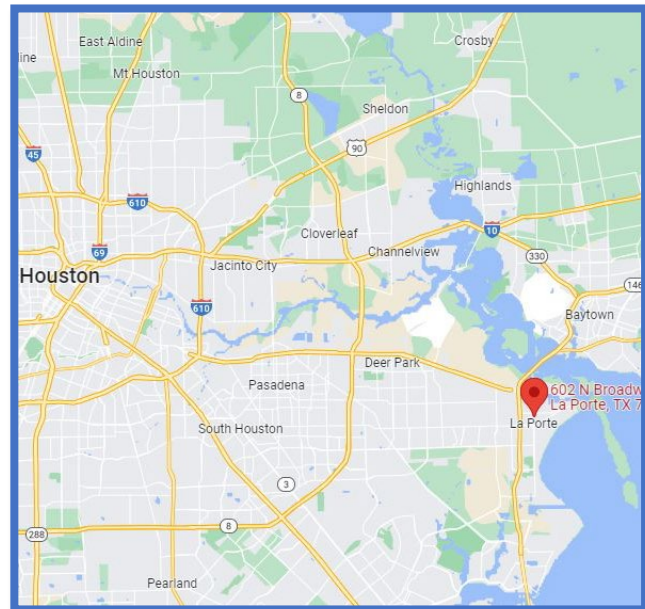 East Aldine
Crosby
line
Mt Houston
8
Sheldon
45
90
Highlands
610
Cloverleaf
10
69
Channelview
330
Jacinto City
Houston
146
610
Baytown
Deer Park
Pasadena
602 N Broadw
La Porte, TX 7
La Porte
South Houston
3
8
288
Pearland